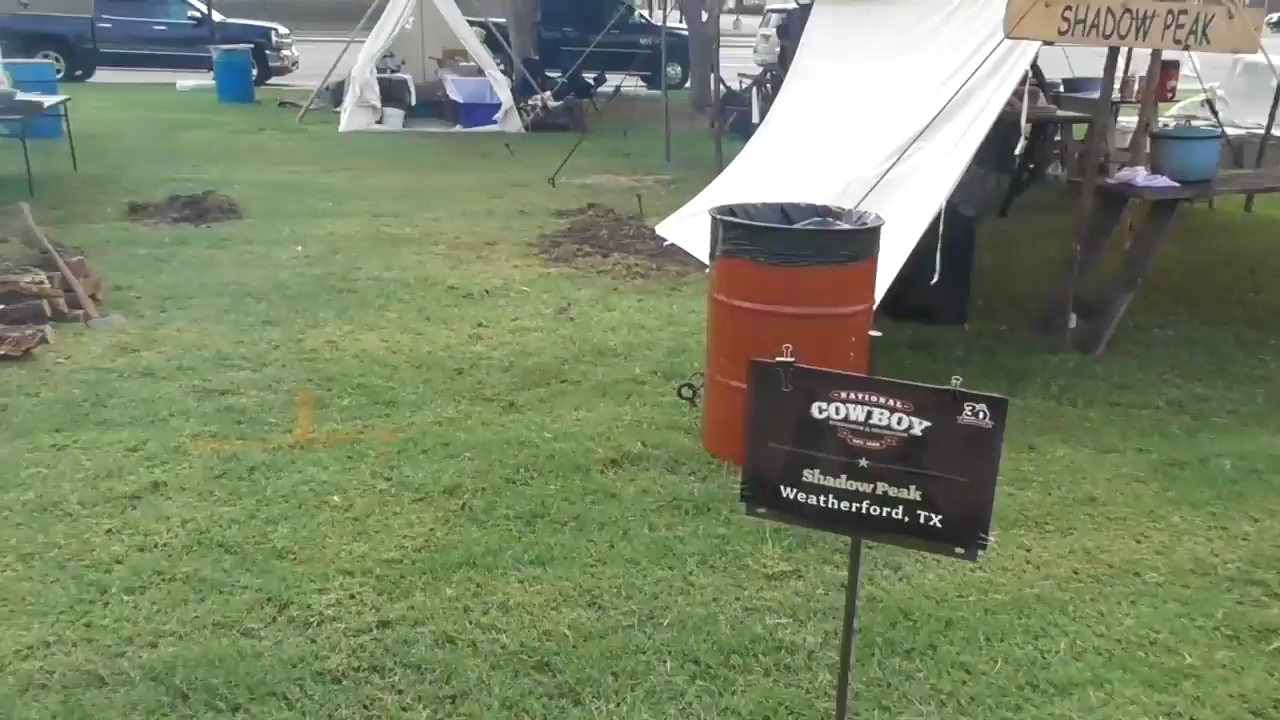 SHADOW PEAK
NATIONAL
COWBOY
30
Shadow Peak
Weatherford, TX